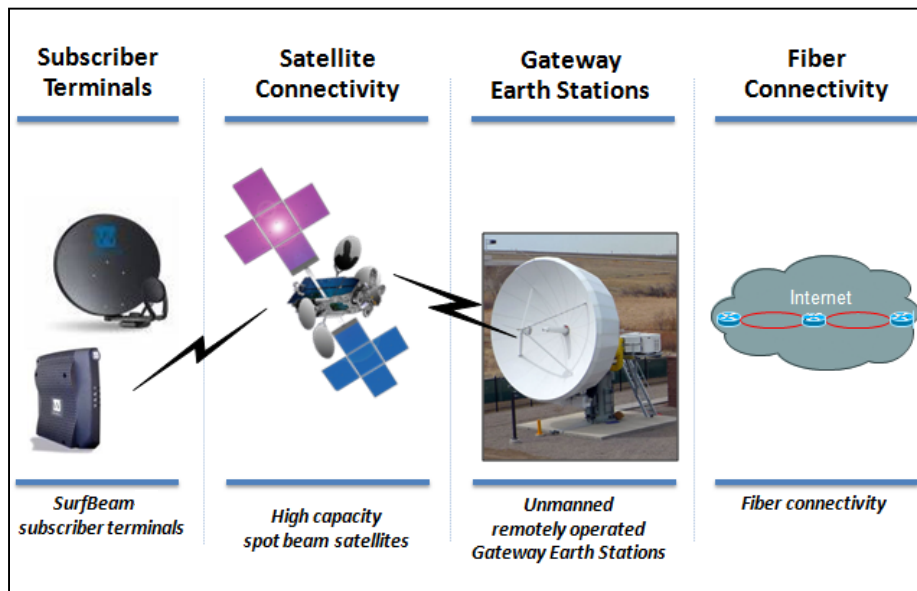 Subscriber
Terminals
Satellite
Connectivity
Gateway
Earth Stations
Fiber
Connectivity
Internet
SurfBeam
subscriber terminals
High capacity
spot beam satellites
Unmanned
remotely operated
Gateway Earth Stations
Fiber connectivity